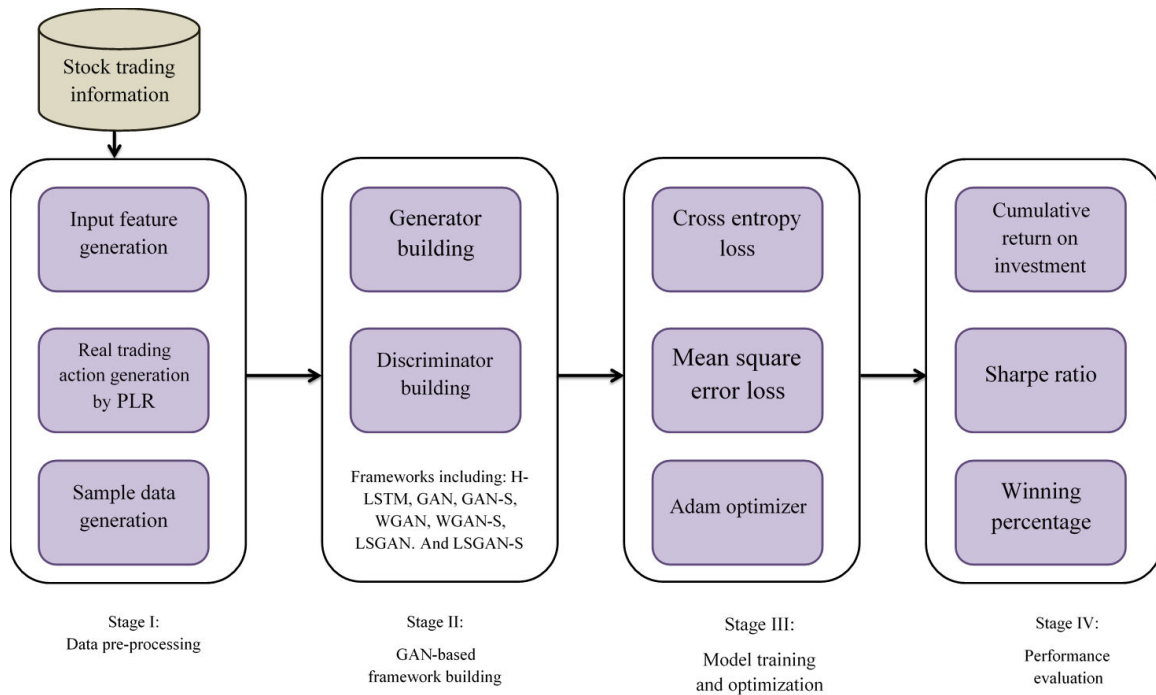 Stock trading
information
Input feature
generation
Real trading
action generation
by PLR
Sample data
generation
Stage I:
Data pre-processing
Generator
building
Discriminator
building
Frameworks including: H-
LSTM, GAN, GAN-S,
WGAN, WGAN-S,
LSGAN. And LSGAN-S
Stage II:
GAN-based
framework building
Cross entropy
loss
Mean square
error loss
Adam optimizer
Stage III:
Model training
and optimization
Cumulative
return on
investment
Sharpe ratio
Winning
percentage
Stage IV:
Performance
evaluation